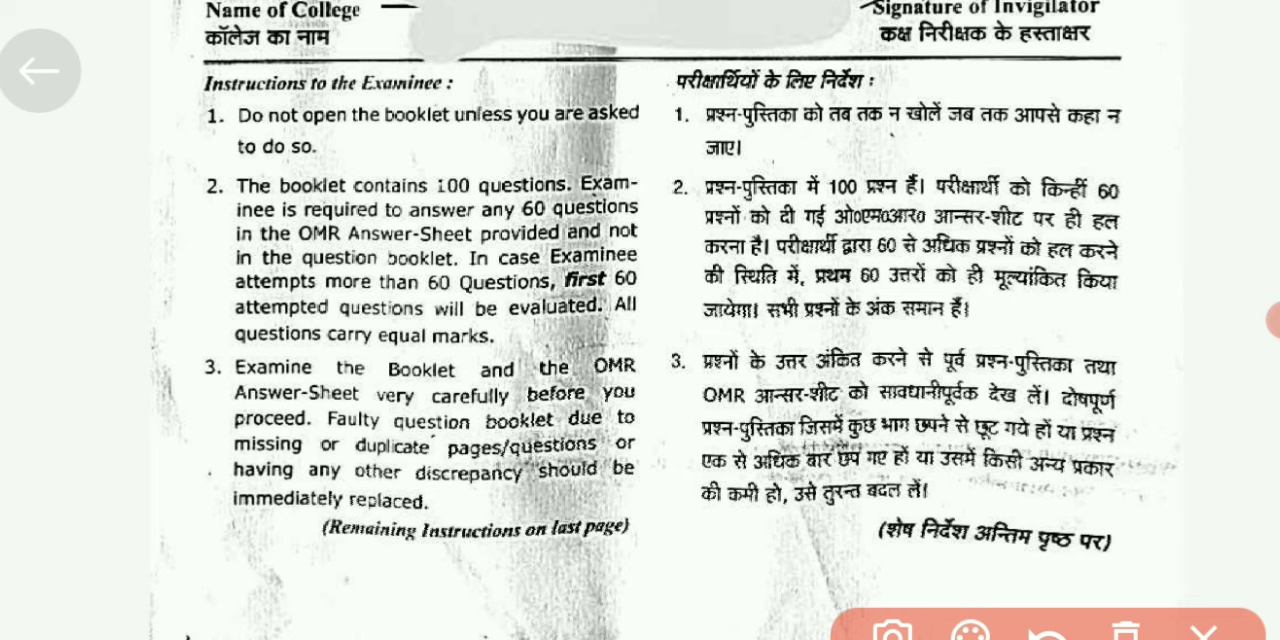 Name of College
कॉलेज का नाम
Signature of Invigilator
कक्ष निरीक्षक के हस्ताक्षर
Instructions to the Examinee :
1. Do not open the booklet unless you are asked
to do so.
2. The booklet contains 100 questions. Exam-
inee is required to answer any 60 questions
in the OMR Answer-Sheet provided and not
in the question booklet. In case Examinee
attempts more than 60 Questions, first 60
attempted questions will be evaluated. All
questions carry equal marks.
3. Examine the Booklet and the OMR
Answer-Sheet very carefully before you
proceed. Faulty question booklet due to
missing or duplicate pages/questions or
having any other discrepancy should be
immediately replaced.
(Remaining Instructions on last page)
परीक्षार्थियों के लिए निर्देश :
1. प्रश्न-पुस्तिका को तब तक न खोलें जब तक आपसे कहा न
जाए।
2. प्रश्न-पुस्तिका में 100 प्रश्न हैं। परीक्षार्थी को किन्हीं 60
प्रश्नों को दी गई ओ०एम०आर० आन्सर-शीट पर ही हल
करना है। परीक्षार्थी द्वारा 60 से अधिक प्रश्नों को हल करने
की स्थिति में, प्रथम 60 उत्तरों को ही मूल्यांकित किया
जायेगा। सभी प्रश्नों के अंक समान हैं।
3. प्रश्नों के उत्तर अंकित करने से पूर्व प्रश्न-पुस्तिका तथा
OMR आन्सर-शीट को सावधानीपूर्वक देख लें। दोषपूर्ण
प्रश्न-पुस्तिका जिसमें कुछ भाग छपने से छूट गये हों या प्रश्न
एक से अधिक बार छप गए हों या उसमें किसी अन्य प्रकार
की कमी हो, उसे तुरन्त बदल लें।
(शेष निर्देश अन्तिम पृष्ठ पर)